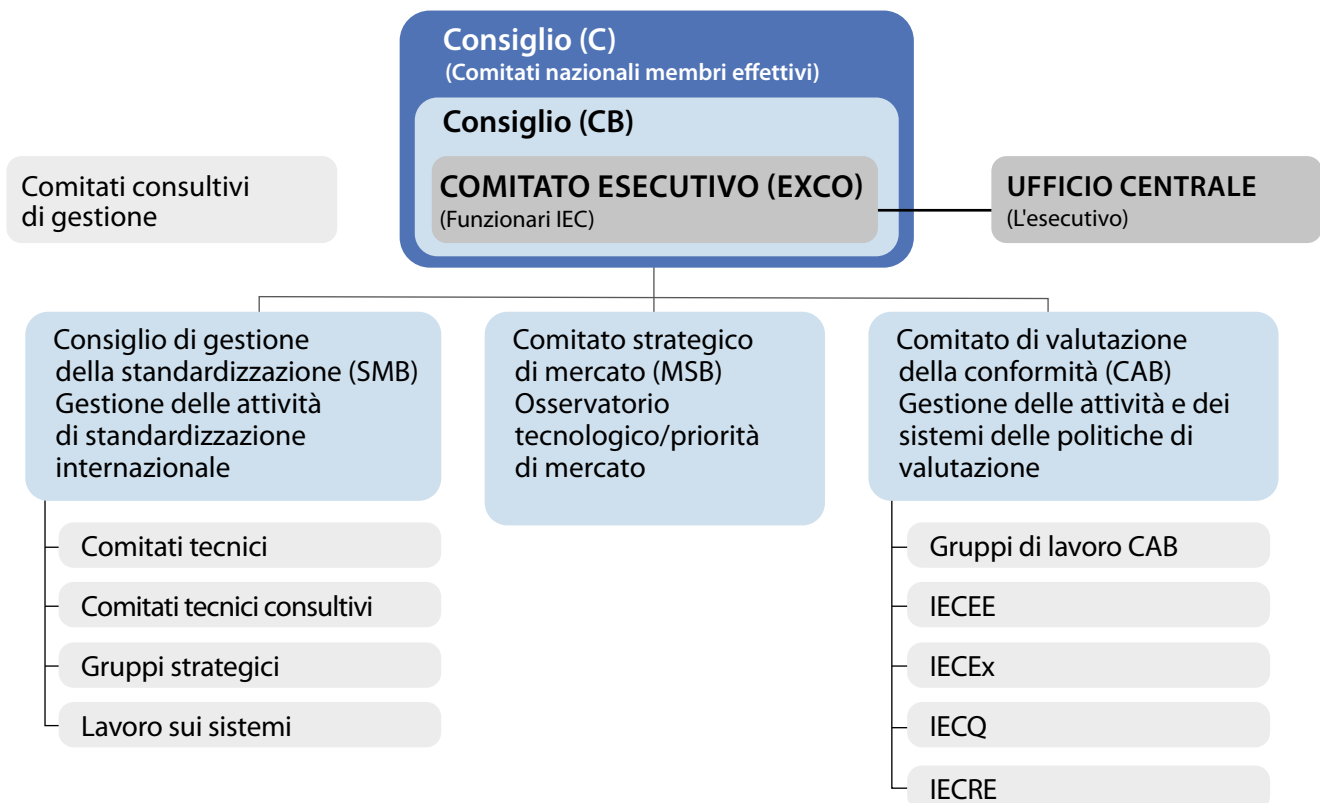 Consiglio (C)
(Comitati nazionali membri effettivi)
Consiglio (CB)
COMITATO ESECUTIVO (EXCO)
(Funzionari IEC)
UFFICIO CENTRALE
(L'esecutivo)
Comitati consultivi
di gestione
Consiglio di gestione
della standardizzazione (SMB)
Gestione delle attività
di standardizzazione
internazionale
Comitati tecnici
Comitati tecnici consultivi
Gruppi strategici
Lavoro sui sistemi
Comitato strategico
di mercato (MSB)
Osservatorio
tecnologico/priorità
di mercato
Comitato di valutazione
della conformità (CAB)
Gestione delle attività e dei
sistemi delle politiche di
valutazione
Gruppi di lavoro CAB
IECEE
IECEx
IECQ
IECRE